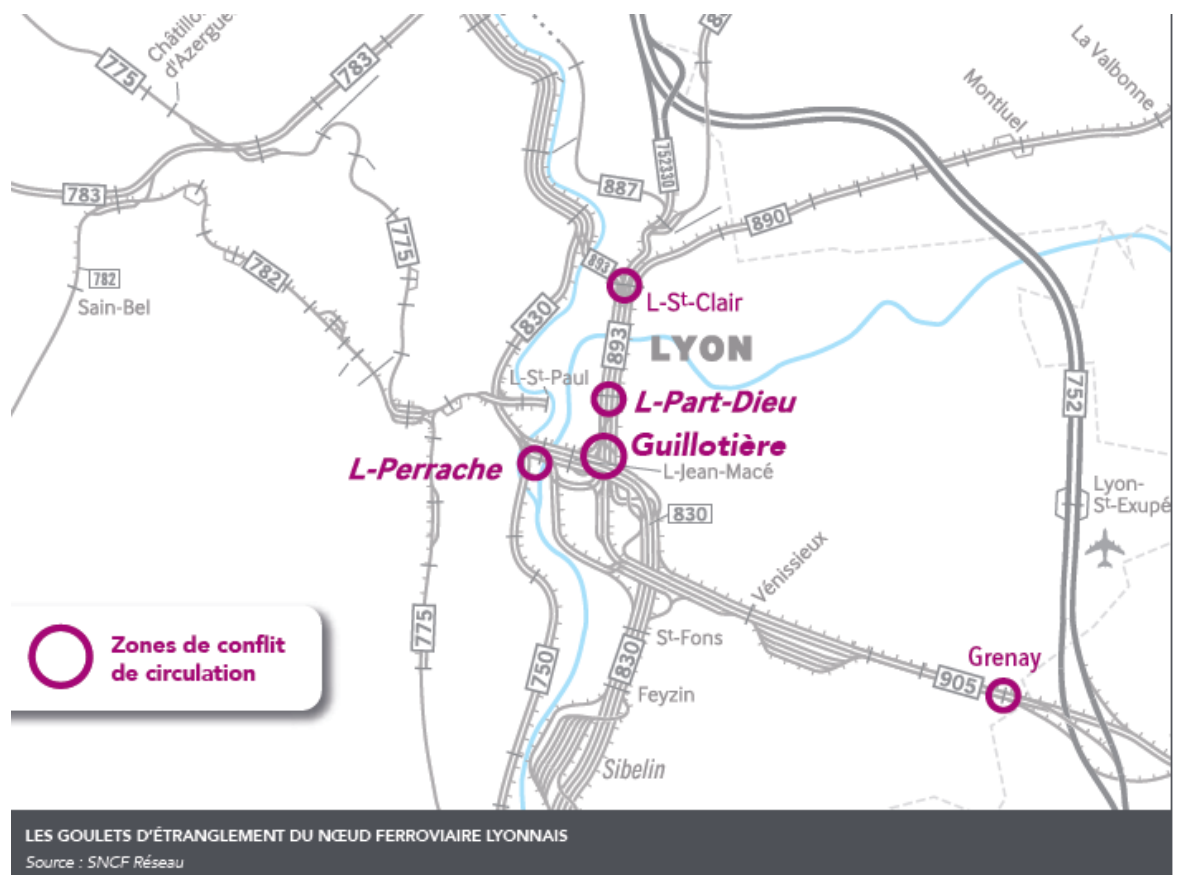 Châtillon
d'Azergue
775
783
8
La Valbonne
Montluel
783
752330
887
890
775
782
893
782
Sain-Bel
L-St-Clair
830
893
LYON
752
L-St-Paul
L-Part-Dieu
Guillotière
L-Perrache
L-Jean-Macé
Lyon-
St-Exupé
830
Vénissieux
775
St-Fons
750
830
Grenay
905
Feyzin
Sibelin
Zones de conflit
de circulation
LES GOULETS D'ÉTRANGLEMENT DU NŒUD FERROVIAIRE LYONNAIS
Source : SNCF Réseau